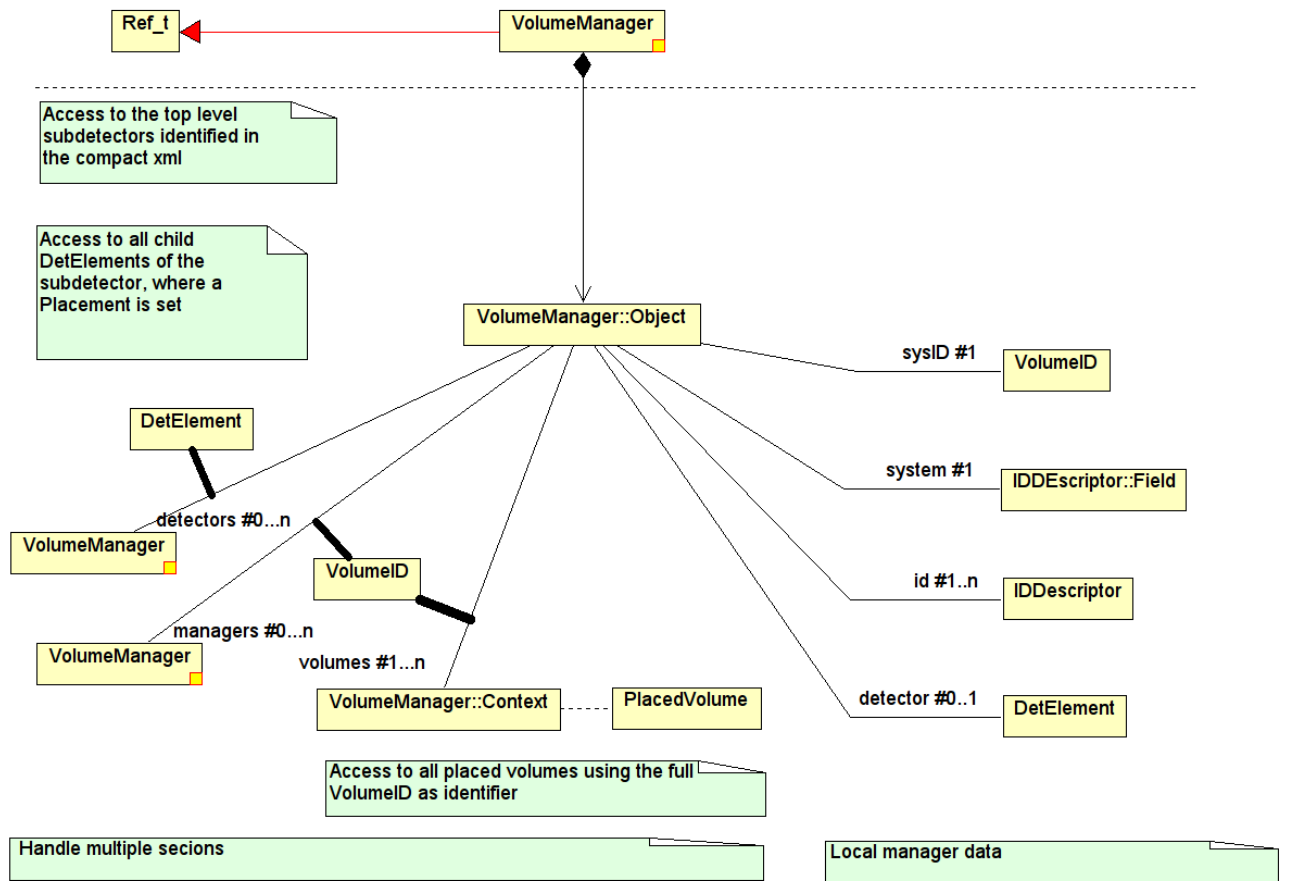 Ref_t
VolumeManager
Access to the top level
subdetectors identified in
the compact xml
Access to all child
DetElements of the
subdetector, where a
Placement is set
VolumeManager::Object
sysID #1
VolumeID
DetElement
system #1
IDDEscriptor::Field
detectors #0...n
VolumeManager
VolumeID
id #1..n
IDDescriptor
managers #0...n
VolumeManager
volumes #1...n
VolumeManager::Context
PlacedVolume
detector #0..1
DetElement
Access to all placed volumes using the full
VolumeID as identifier
Handle multiple secions
Local manager data